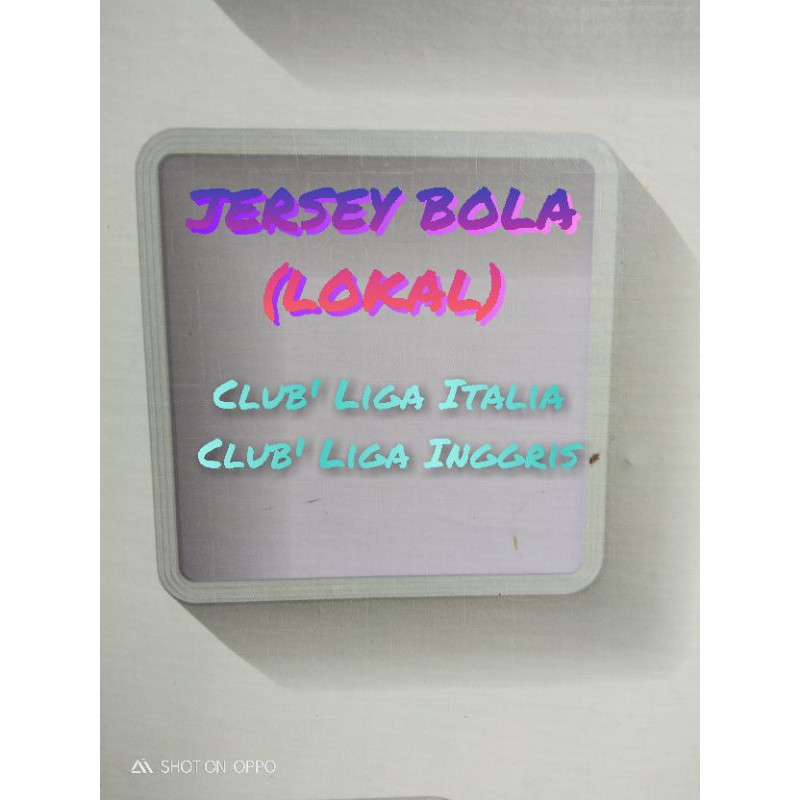 JERSEY BOLA
(LOKAL)
CLUB' LIGA ITALIA
CLUB' LIGA INGGRIS
SHOT ON OPPO